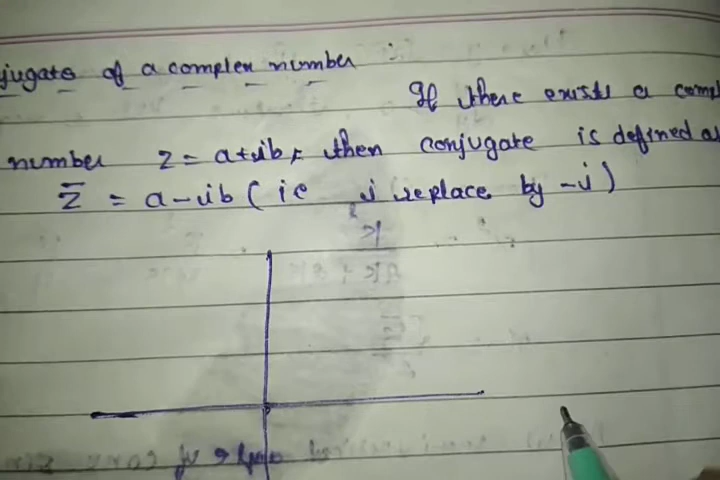 jugate of a complex number :
If there exists a comp
number z = a+ib, then conjugate is defined a
z̄ = a - ib ( ie i replace by -i )